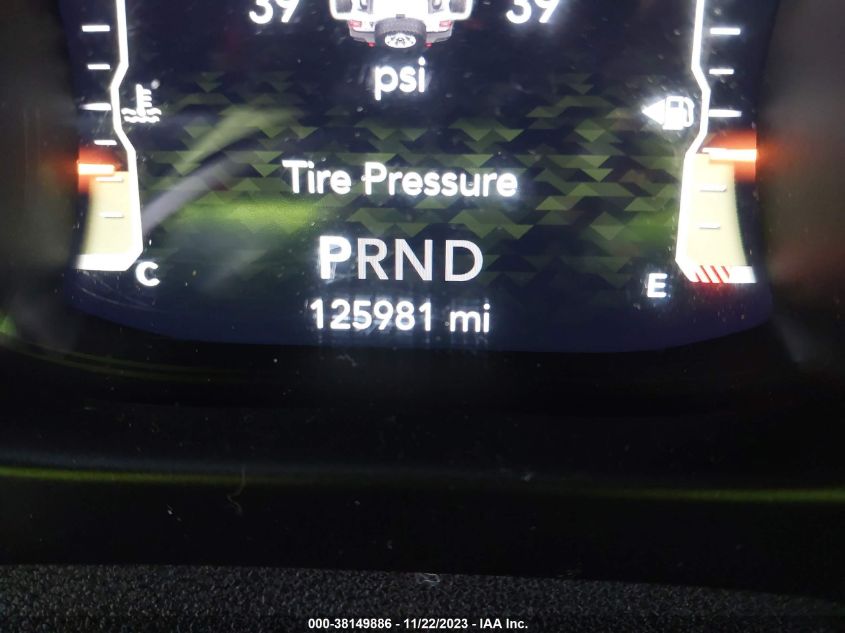 39 39
psi
Tire Pressure
PRND
C E
125981 mi
000-38149886 - 11/22/2023 - IAA Inc.